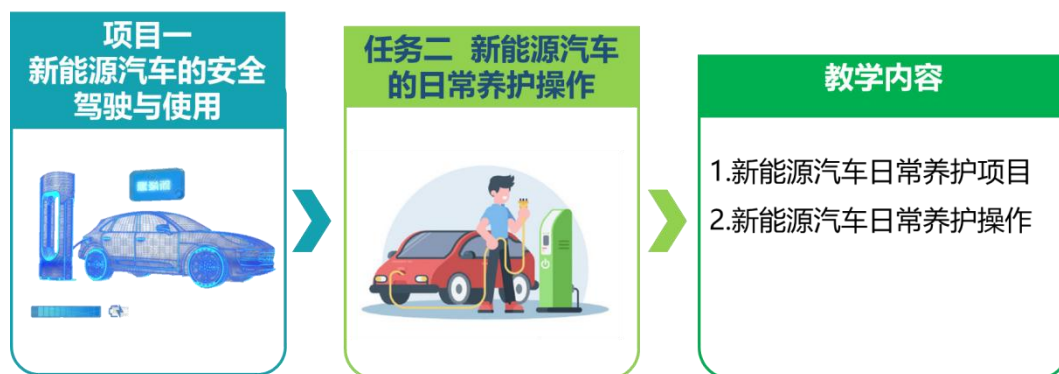 项目一
新能源汽车的安全
驾驶与使用
任务二 新能源汽车
的日常养护操作
教学内容
1.新能源汽车日常养护项目
2.新能源汽车日常养护操作